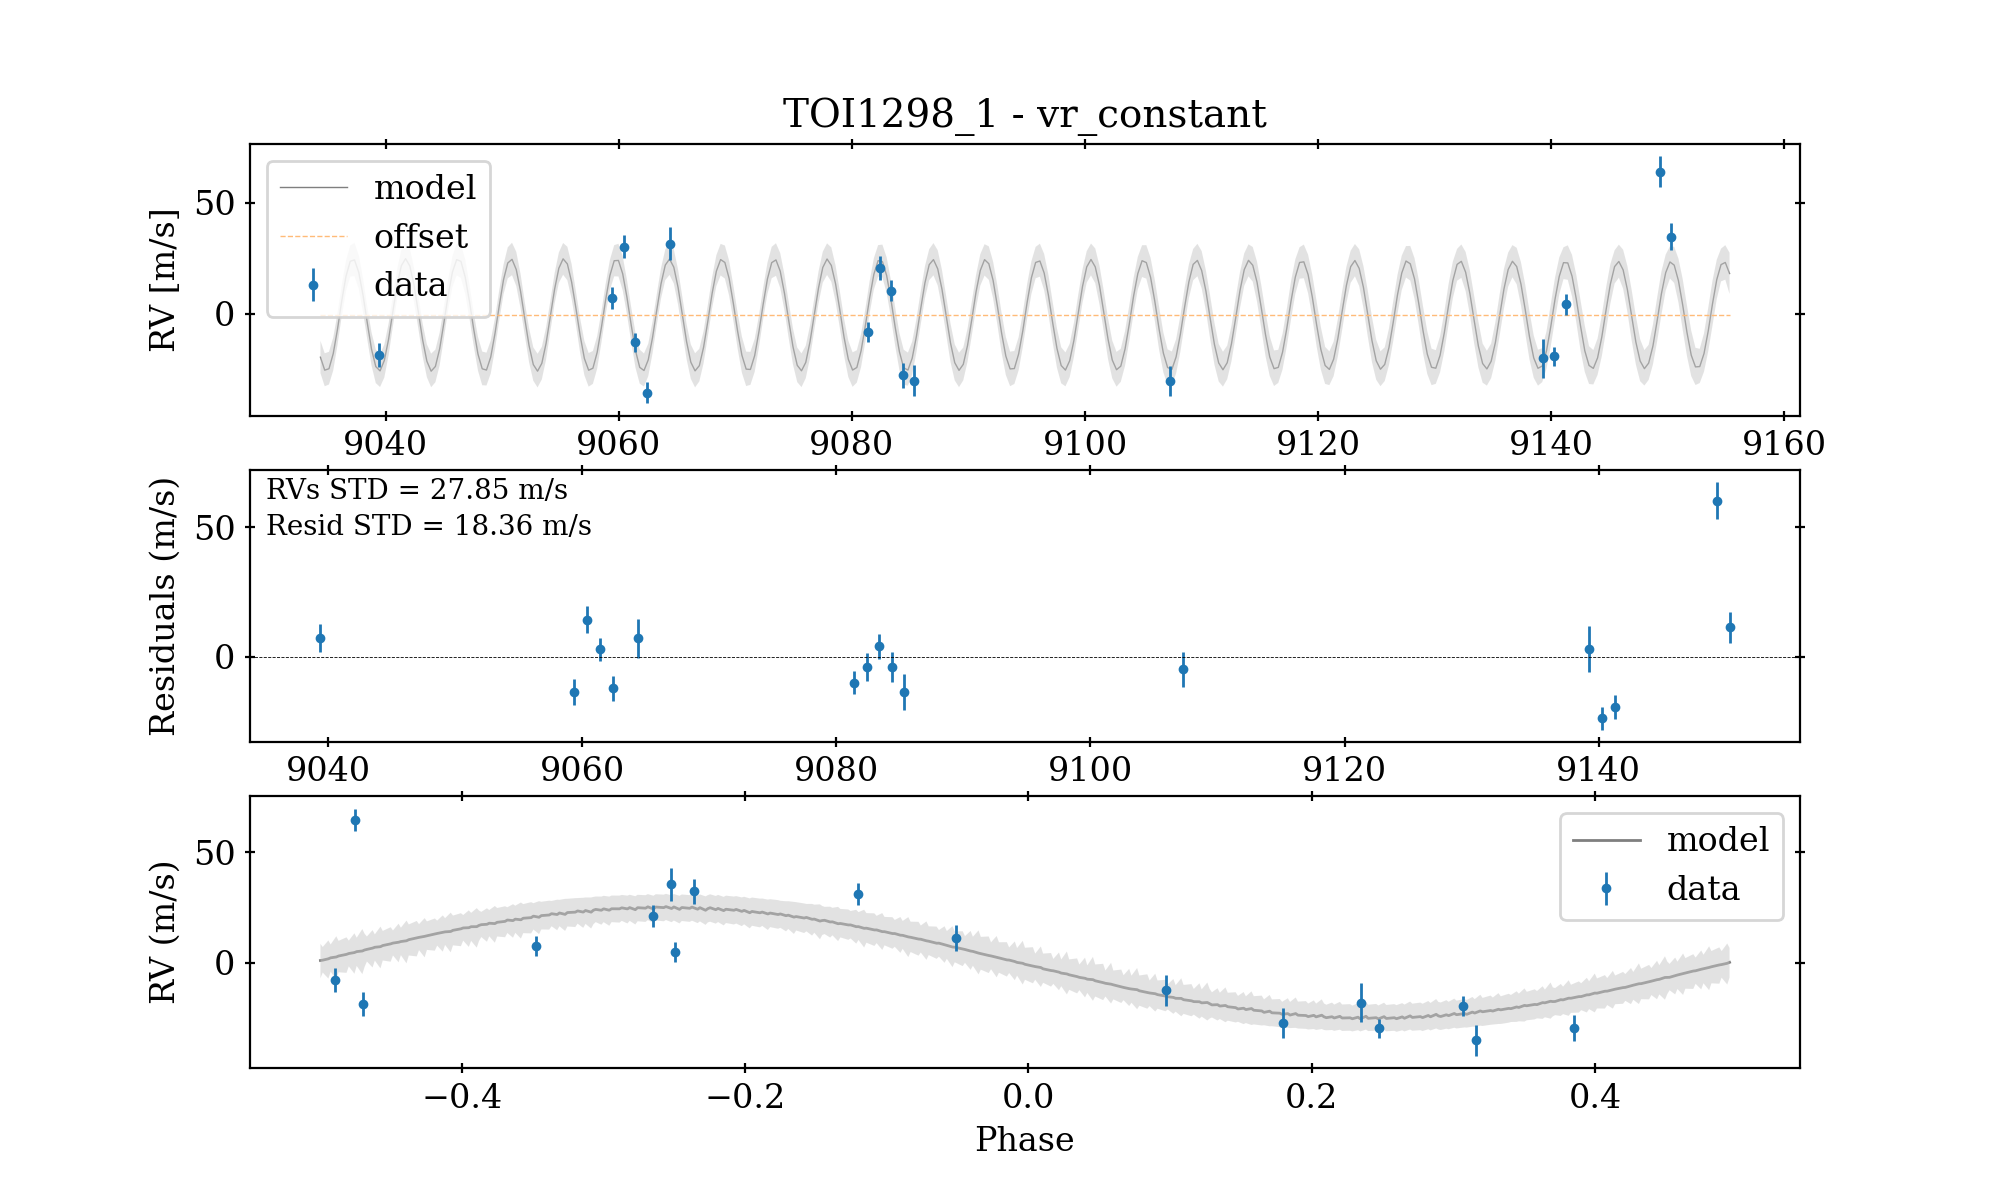 TOI1298_1 - vr_constant
model
offset
data
50
0
RV [m/s]
9040 9060 9080 9100 9120 9140 9160
RVs STD = 27.85 m/s
Resid STD = 18.36 m/s
50
0
Residuals (m/s)
9040 9060 9080 9100 9120 9140
model
data
50
0
RV (m/s)
−0.4 −0.2 0.0 0.2 0.4
Phase